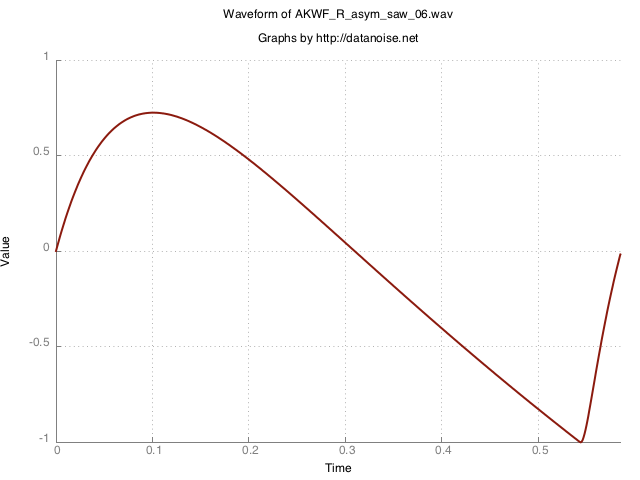 Waveform of AKWF_R_asym_saw_06.wav
Graphs by http://datanoise.net
1
0.5
0
-0.5
-1
Value
0 0.1 0.2 0.3 0.4 0.5
Time